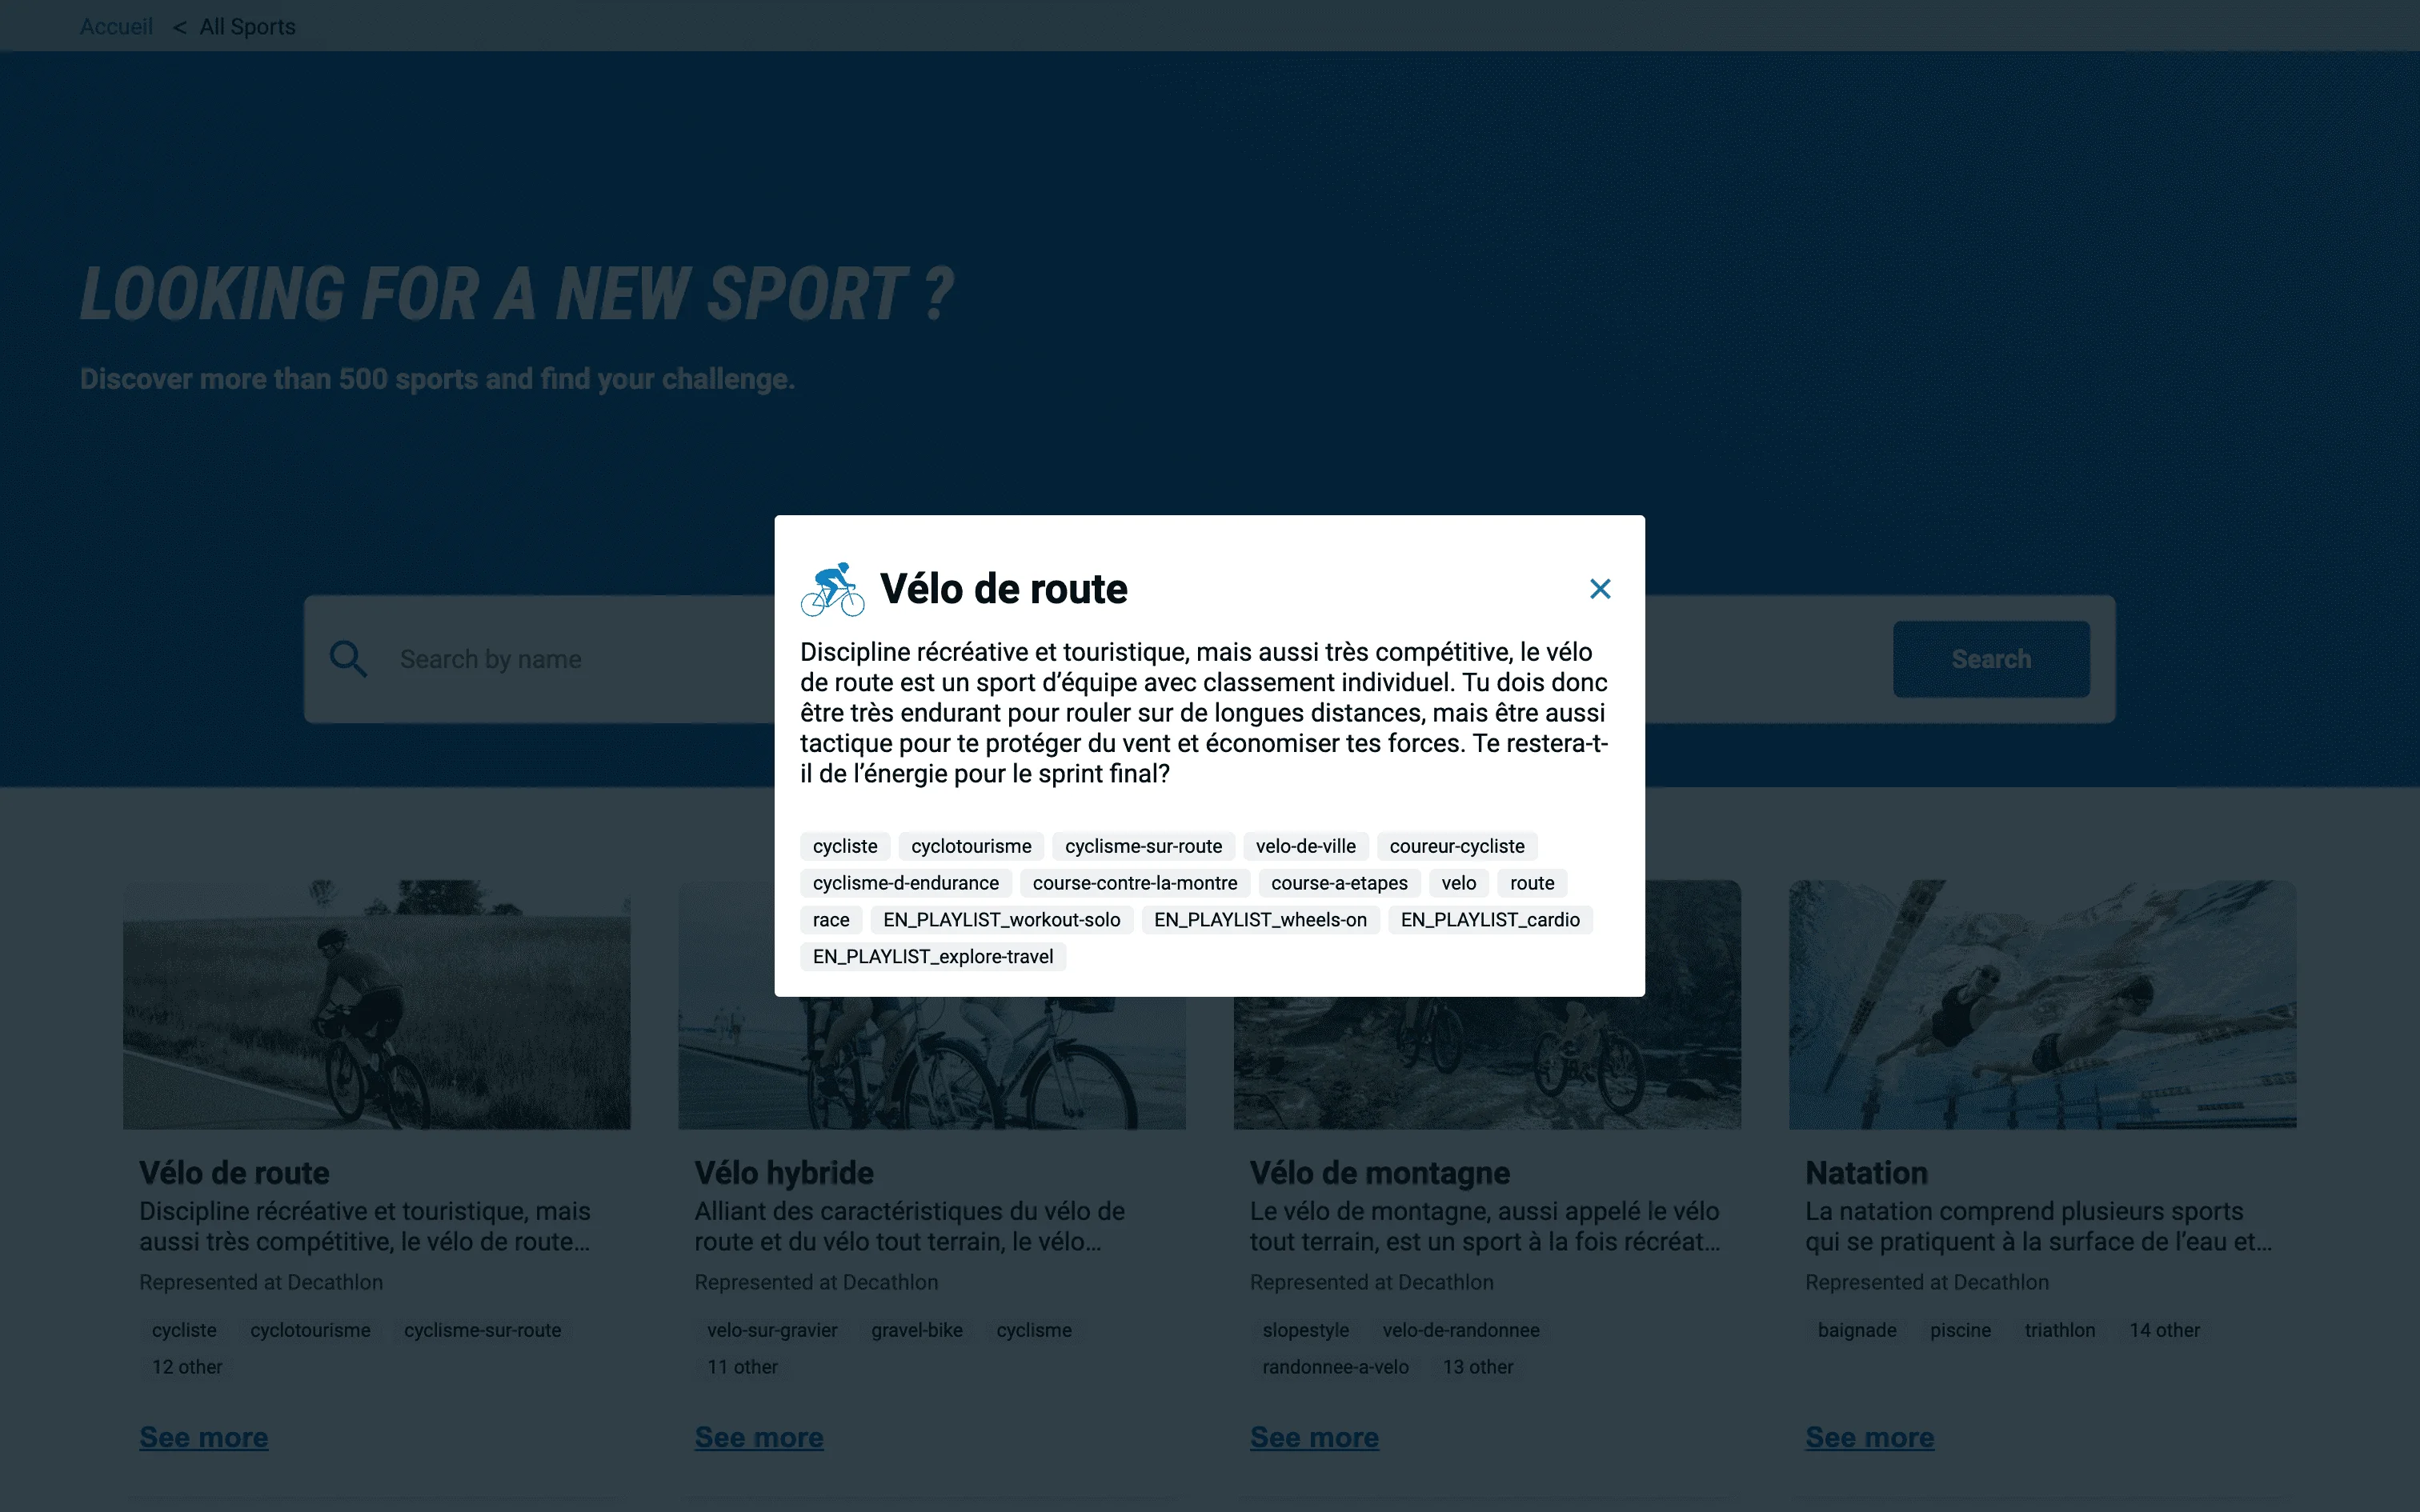 Accueil < All Sports
LOOKING FOR A NEW SPORT ?
Discover more than 500 sports and find your challenge.
Search by name
Search
Vélo de route
Discipline récréative et touristique, mais aussi très compétitive, le vélo
de route est un sport d’équipe avec classement individuel. Tu dois donc
être très endurant pour rouler sur de longues distances, mais être aussi
tactique pour te protéger du vent et économiser tes forces. Te restera-t-
il de l’énergie pour le sprint final?
cycliste cyclotourisme cyclisme-sur-route velo-de-ville coureur-cycliste
cyclisme-d-endurance course-contre-la-montre course-a-etapes velo route
race EN_PLAYLIST_workout-solo EN_PLAYLIST_wheels-on EN_PLAYLIST_cardio
EN_PLAYLIST_explore-travel
Vélo de route
Discipline récréative et touristique, mais
aussi très compétitive, le vélo de route...
Represented at Decathlon
cycliste cyclotourisme cyclisme-sur-route
12 other
See more
Vélo hybride
Alliant des caractéristiques du vélo de
route et du vélo tout terrain, le vélo...
Represented at Decathlon
velo-sur-gravier gravel-bike cyclisme
11 other
See more
Vélo de montagne
Le vélo de montagne, aussi appelé le vélo
tout terrain, est un sport à la fois récréat...
Represented at Decathlon
slopestyle velo-de-randonnee
randonnee-a-velo 13 other
See more
Natation
La natation comprend plusieurs sports
qui se pratiquent à la surface de l’eau et...
Represented at Decathlon
baignade piscine triathlon 14 other
See more